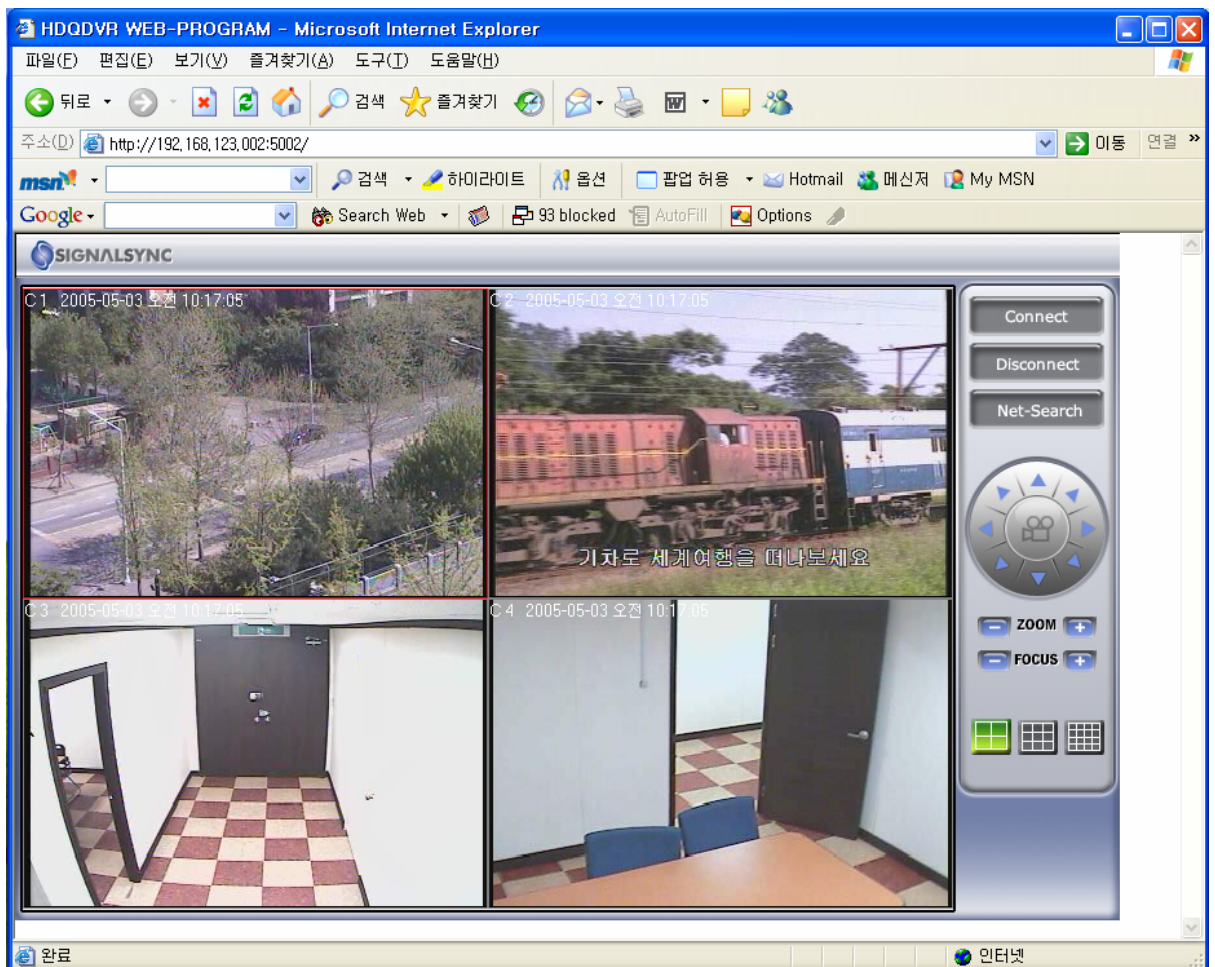 HDQDVR WEB-PROGRAM - Microsoft Internet Explorer
파일(F) 편집(E) 보기(V) 즐겨찾기(A) 도구(T) 도움말(H)
뒤로 검색 즐겨찾기
주소(D) http://192,168,123,002:5002/ 이동 연결 »
msn 검색 하이라이트 옵션 팝업 허용 Hotmail 메신저 My MSN
Google Search Web 93 blocked AutoFill Options
SIGNALSYNC
C 1 2005-05-03 오전 10:17:05
C 2 2005-05-03 오전 10:17:05
Connect
Disconnect
Net-Search
기차로 세계여행을 떠나보세요
C 3 2005-05-03 오전 10:17:05
C 4 2005-05-03 오전 10:17:05
ZOOM
FOCUS
완료 인터넷